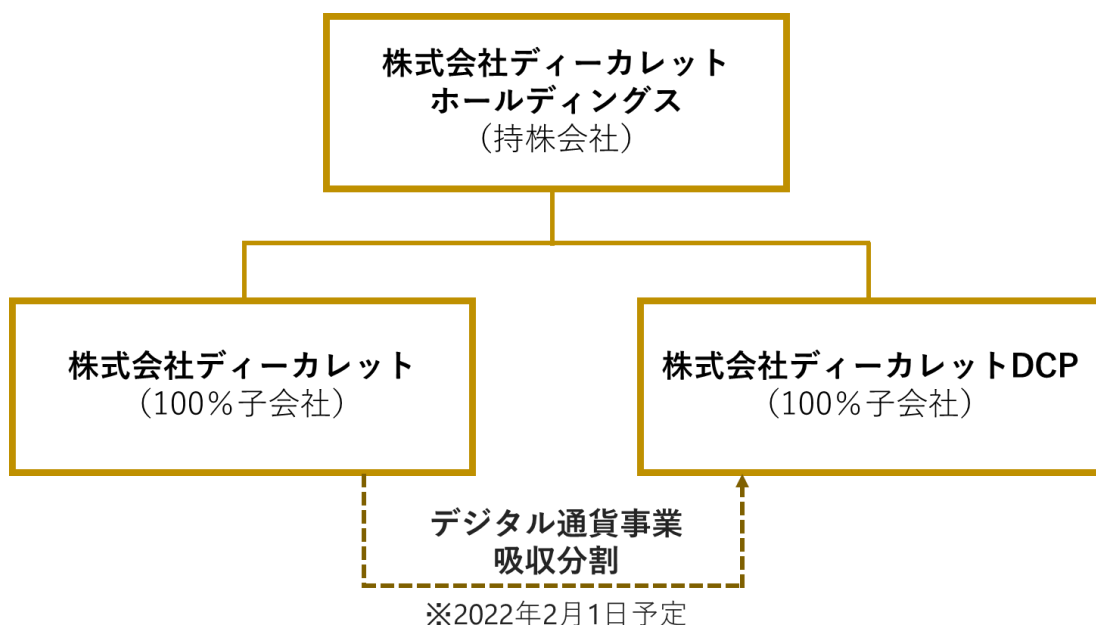 株式会社ディーカレット
ホールディングス
（持株会社）
株式会社ディーカレット
（100％子会社）
株式会社ディーカレットDCP
（100％子会社）
デジタル通貨事業
吸収分割
※2022年2月1日予定